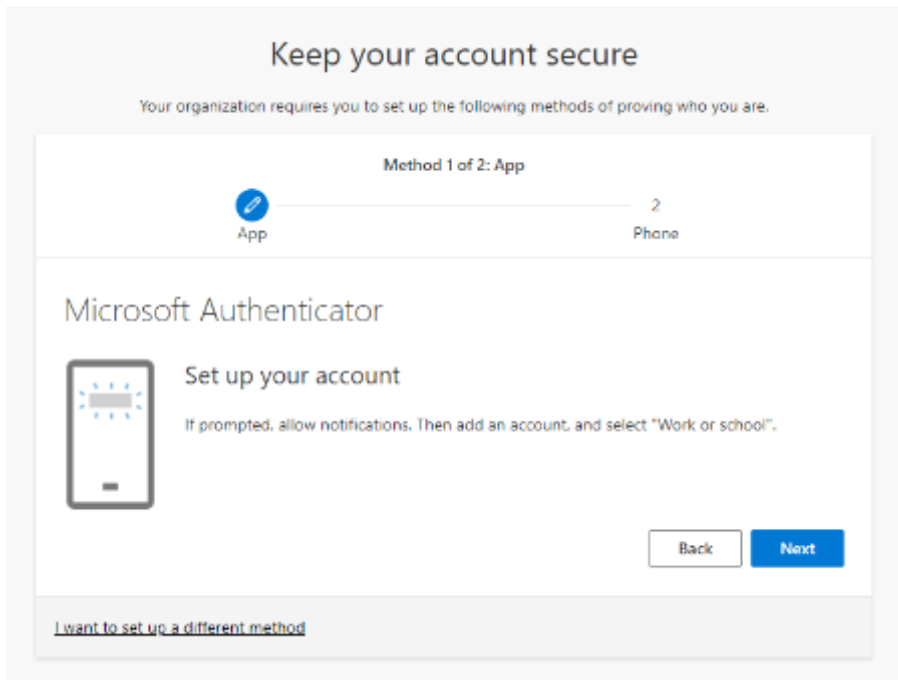 Keep your account secure
Your organization requires you to set up the following methods of proving who you are.
Method 1 of 2: App
2
App
Phone
Microsoft Authenticator
Set up your account
If prompted, allow notifications. Then add an account, and select "Work or school".
Back
Next
I want to set up a different method